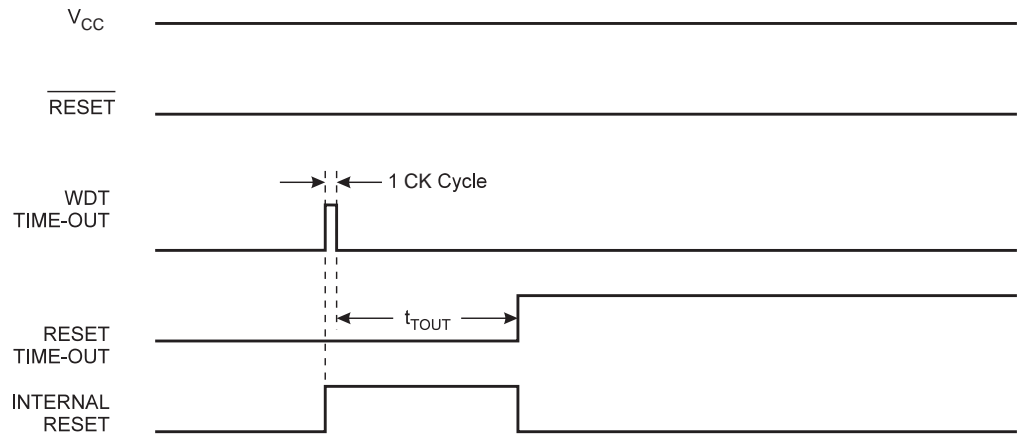 VCC
RESET
WDT
TIME-OUT
1 CK Cycle
RESET
TIME-OUT
tTOUT
INTERNAL
RESET